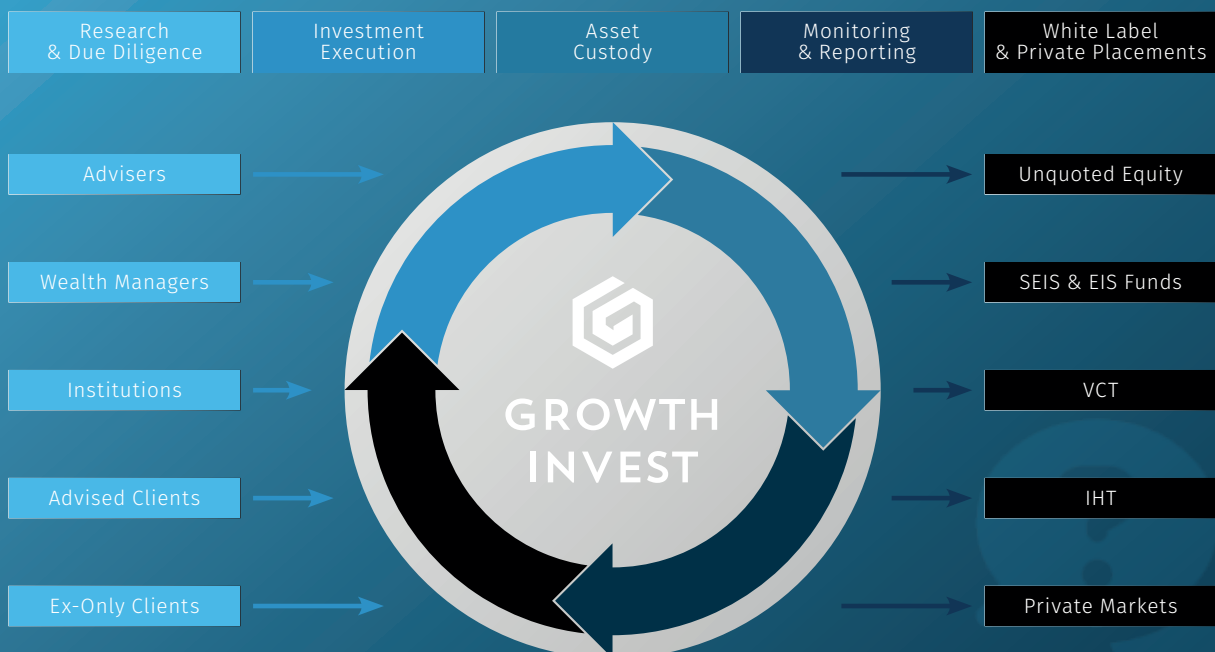 Research
& Due Diligence
Investment
Execution
Asset
Custody
Monitoring
& Reporting
White Label
& Private Placements
Advisers
Wealth Managers
Institutions
Advised Clients
Ex-Only Clients
GROWTH
INVEST
Unquoted Equity
SEIS & EIS Funds
VCT
IHT
Private Markets